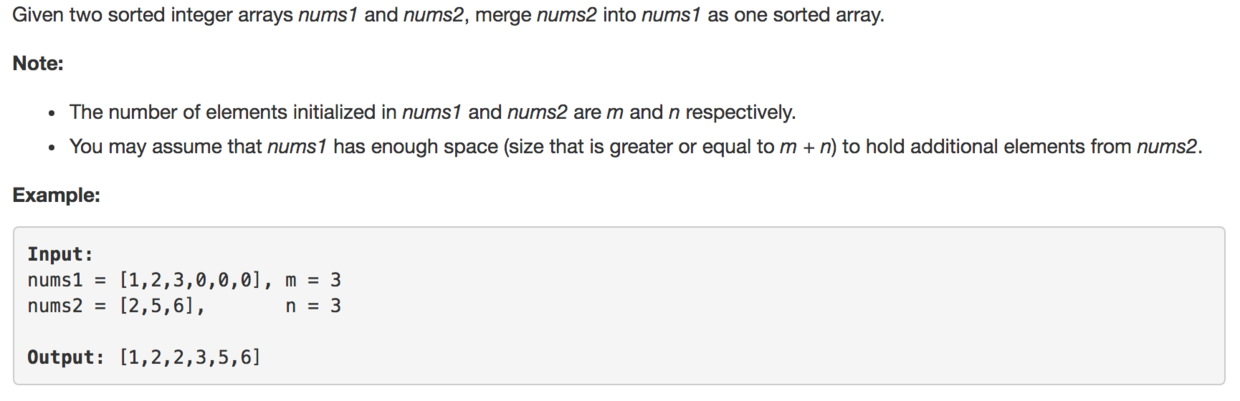 Given two sorted integer arrays nums1 and nums2, merge nums2 into nums1 as one sorted array.
Note:
• The number of elements initialized in nums1 and nums2 are m and n respectively.
• You may assume that nums1 has enough space (size that is greater or equal to m + n) to hold additional elements from nums2.
Example:
Input:
nums1 = [1,2,3,0,0,0], m = 3
nums2 = [2,5,6],       n = 3
Output: [1,2,2,3,5,6]